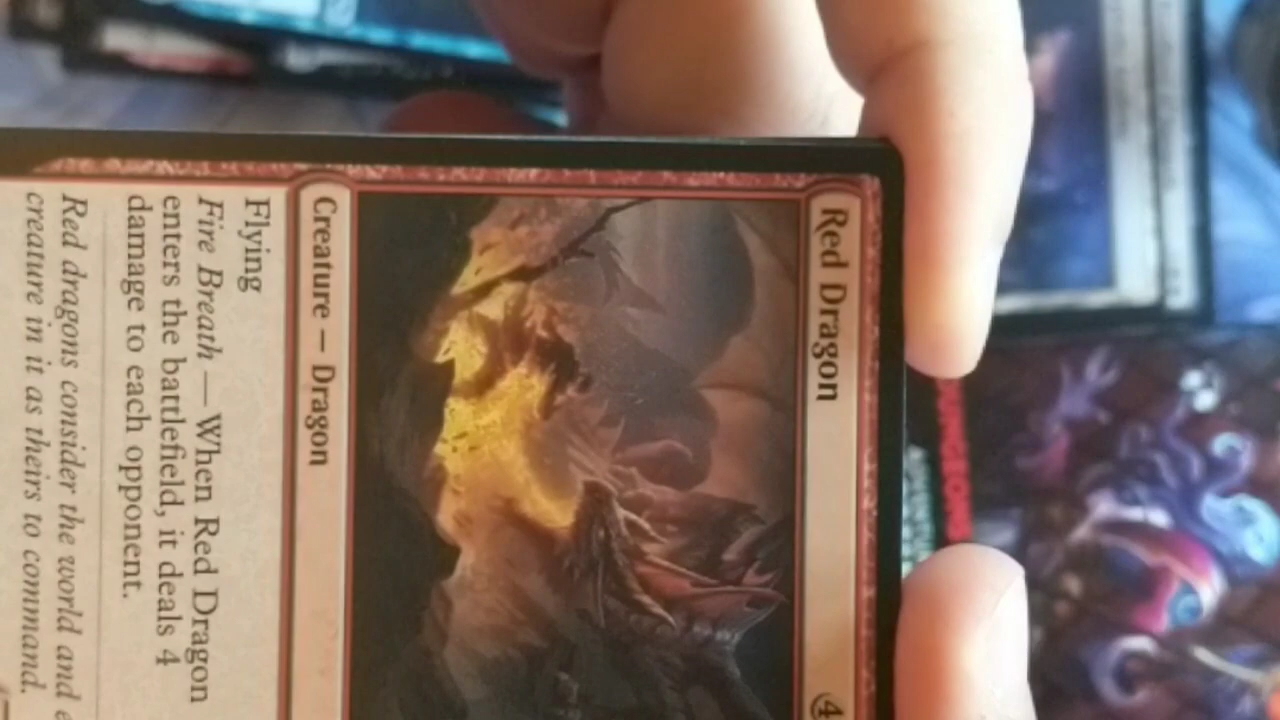 Red Dragon
4
Creature — Dragon
Flying
Fire Breath — When Red Dragon
enters the battlefield, it deals 4
damage to each opponent.
Red dragons consider the world and
creature in it as theirs to command.